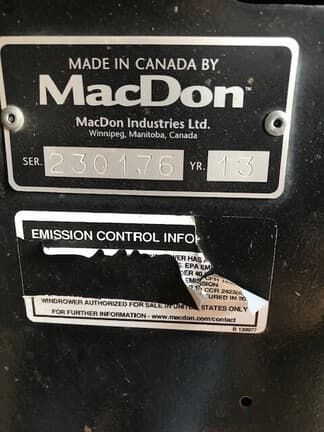 MADE IN CANADA BY
MacDon
MacDon Industries Ltd.
Winnipeg, Manitoba, Canada
SER. 230176 YR. 13
EMISSION CONTROL INFO
WINDROWER AUTHORIZED FOR SALE IN UNITED STATES ONLY
FOR FURTHER INFORMATION - www.macdon.com/contact